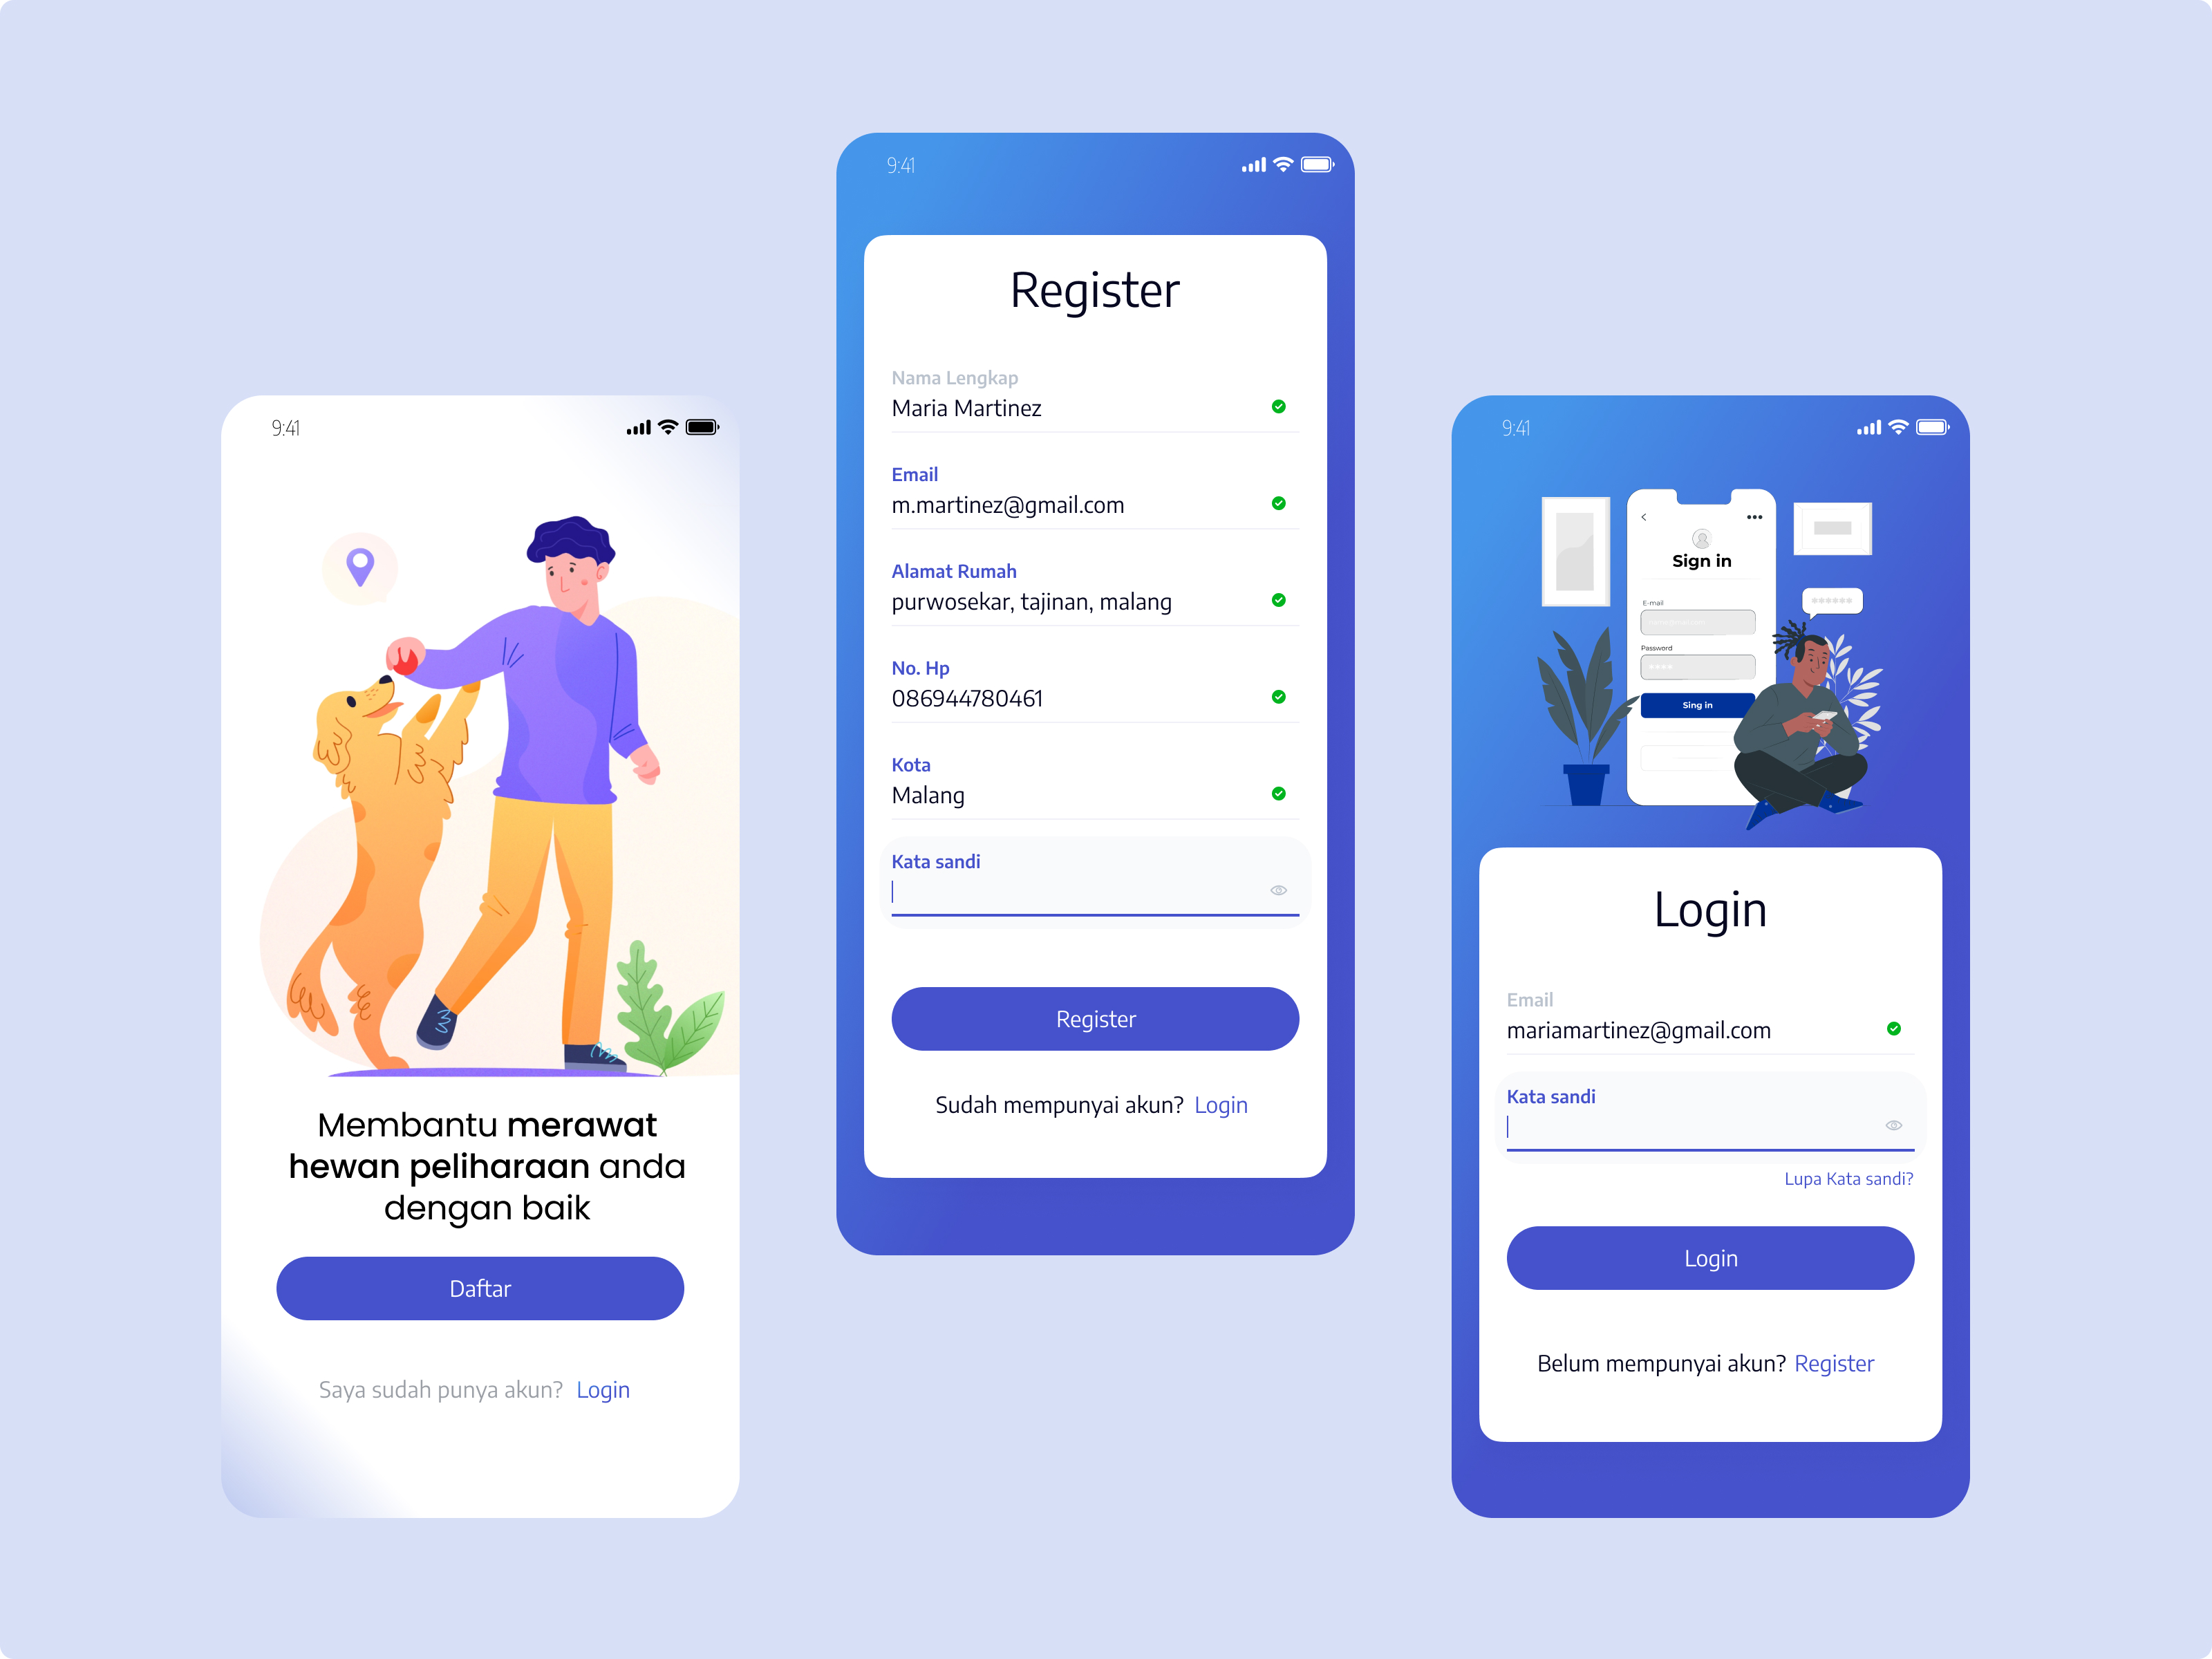 9:41
Membantu merawat
hewan peliharaan anda
dengan baik
Daftar
Saya sudah punya akun? Login
9:41
Register
Nama Lengkap
Maria Martinez
Email
m.martinez@gmail.com
Alamat Rumah
purwosekar, tajinan, malang
No. Hp
086944780461
Kota
Malang
Kata sandi
Register
Sudah mempunyai akun? Login
9:41
Sign in
E-mail
Password
Sing in
Login
Email
mariamartinez@gmail.com
Kata sandi
Lupa Kata sandi?
Login
Belum mempunyai akun? Register